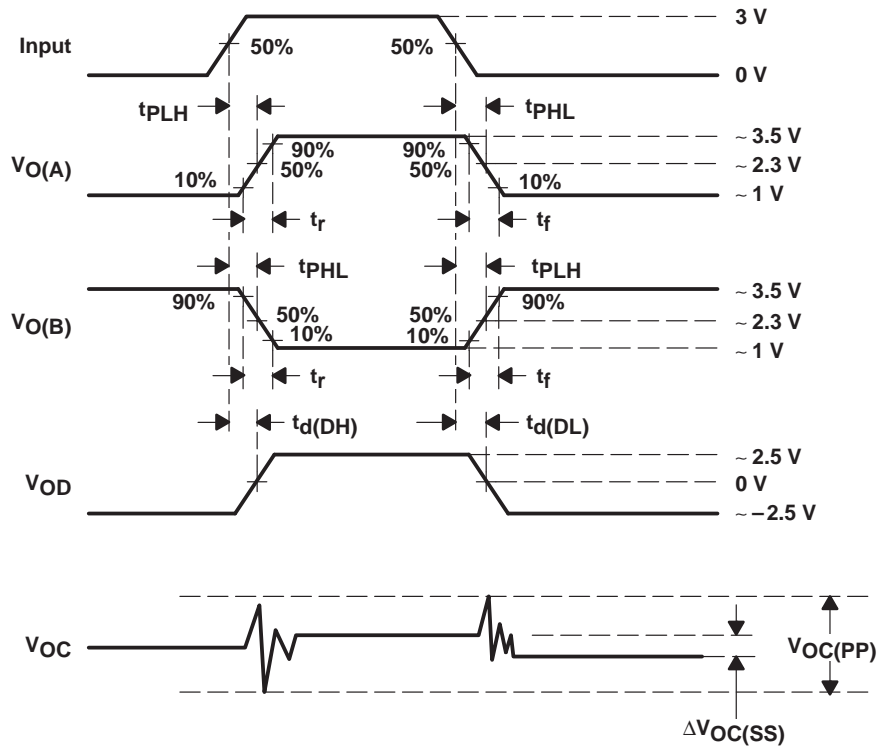 3 V
Input
50%
50%
0 V
tPLH
tPHL
~ 3.5 V
90%
90%
VO(A)
50%
50%
~ 2.3 V
10%
10%
~ 1 V
tr
tf
tPHL
tPLH
90%
90%
~ 3.5 V
VO(B)
50%
50%
~ 2.3 V
10%
10%
~ 1 V
tr
tf
td(DH)
td(DL)
~ 2.5 V
VOD
0 V
~ –2.5 V
VOC
VOC(PP)
ΔVOC(SS)